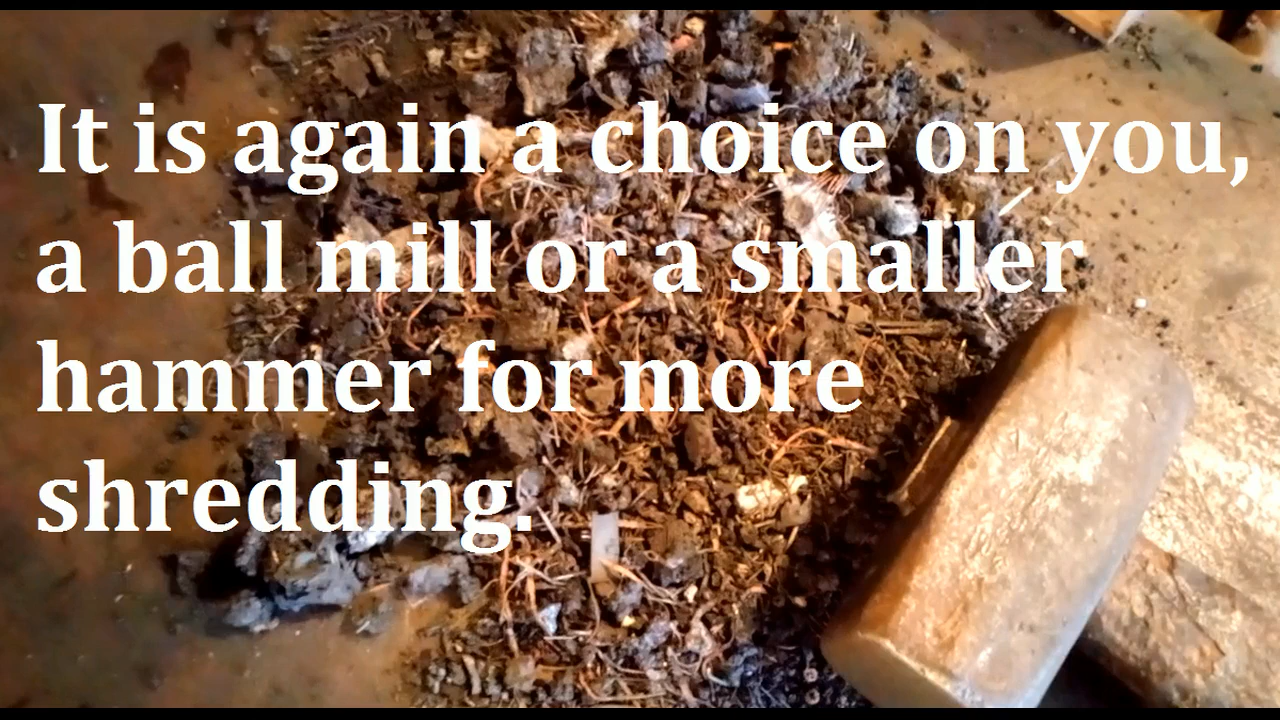 It is again a choice on you,
a ball mill or a smaller
hammer for more
shredding.